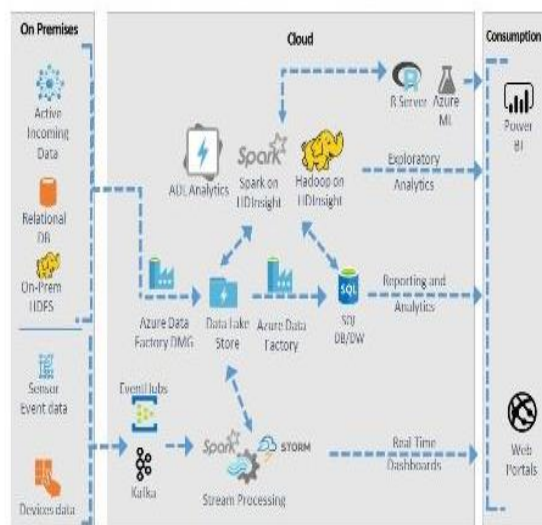 On Premises
Active
Incoming
Data
Relational
DB
On-Prem
HDFS
Sensor
Event data
Devices data
Cloud
R
R Server
Azure
ML
ADL Analytics
Spark
Spark on
HDInsight
Hadoop on
HDInsight
Exploratory
Analytics
Azure Data
Factory DMG
Data Lake
Store
Azure Data
Factory
SQL
SQL
DB/DW
Reporting and
Analytics
Event Hubs
Kafka
Spark
STORM
Stream Processing
Real Time
Dashboards
Consumption
Power
BI
Web
Portals